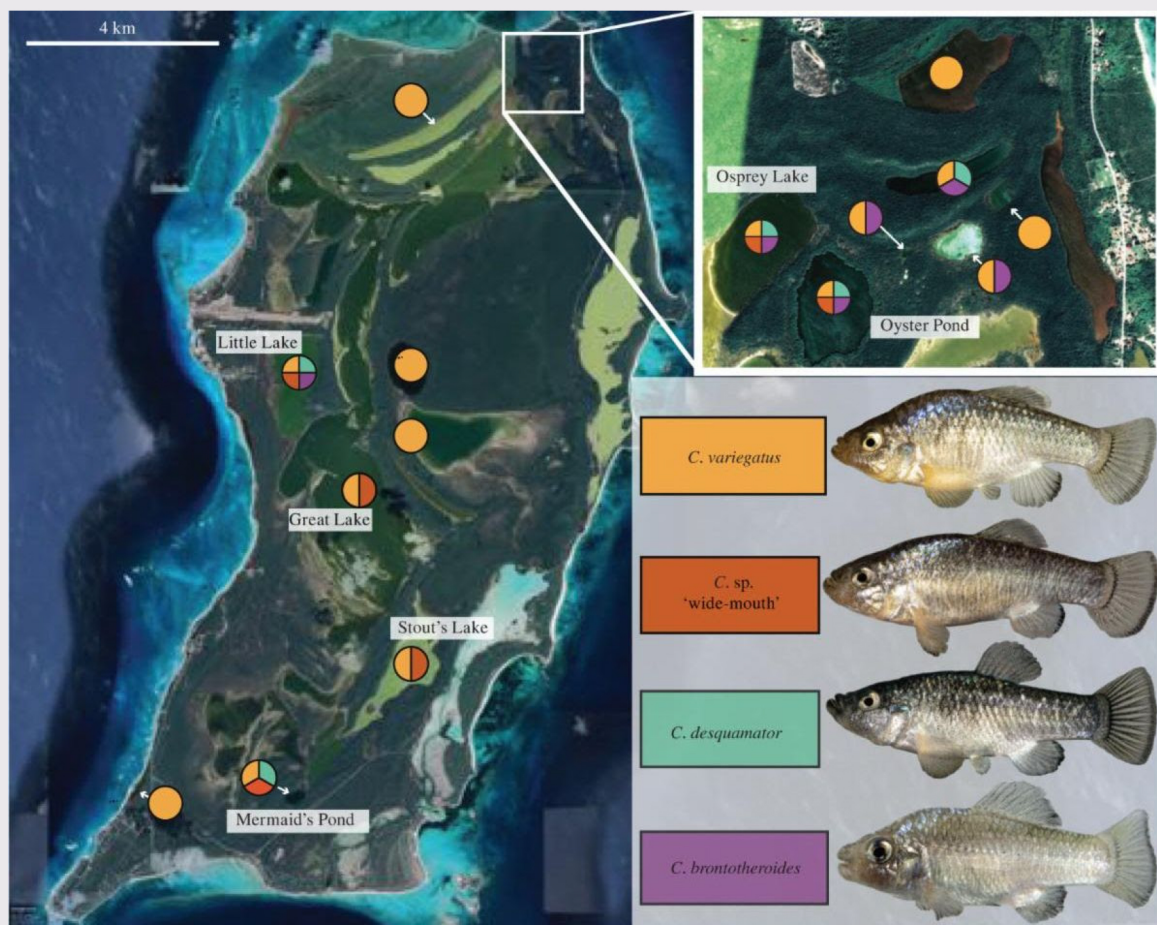 4 km
Osprey Lake
Oyster Pond
Little Lake
Great Lake
Stout's Lake
Mermaid's Pond
C. variegatus
C. sp.
'wide-mouth'
C. desquamator
C. brontotheroides